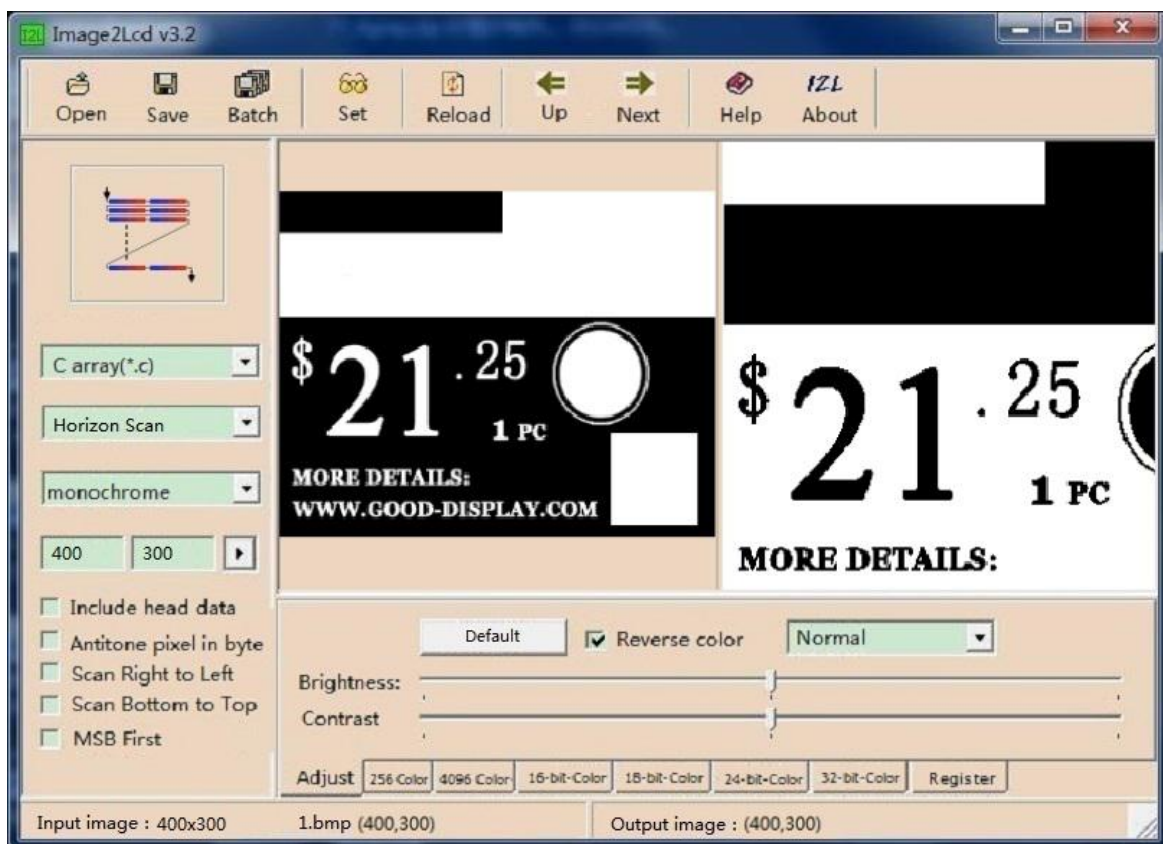 I2L Image2Lcd v3.2
Open Save Batch Set Reload Up Next Help About
I2L
C array(*.c)
Horizon Scan
monochrome
400 300
Include head data
Antitone pixel in byte
Scan Right to Left
Scan Bottom to Top
MSB First
$ 21 . 25
1 PC
MORE DETAILS:
WWW.GOOD-DISPLAY.COM
$ 21 . 25
1 PC
MORE DETAILS:
Default Reverse color Normal
Brightness:
Contrast
Adjust 256 Color 4096 Color 16-bit-Color 18-bit-Color 24-bit-Color 32-bit-Color Register
Input image : 400x300 1.bmp (400,300) Output image : (400,300)